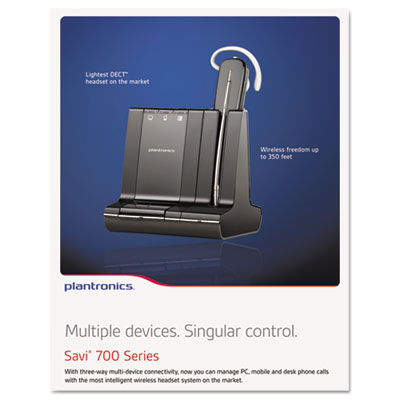 Lightest DECT™
headset on the market
Wireless freedom up
to 350 feet
plantronics.
Multiple devices. Singular control.
Savi® 700 Series
With three-way multi-device connectivity, now you can manage PC, mobile and desk phone calls
with the most intelligent wireless headset system on the market.